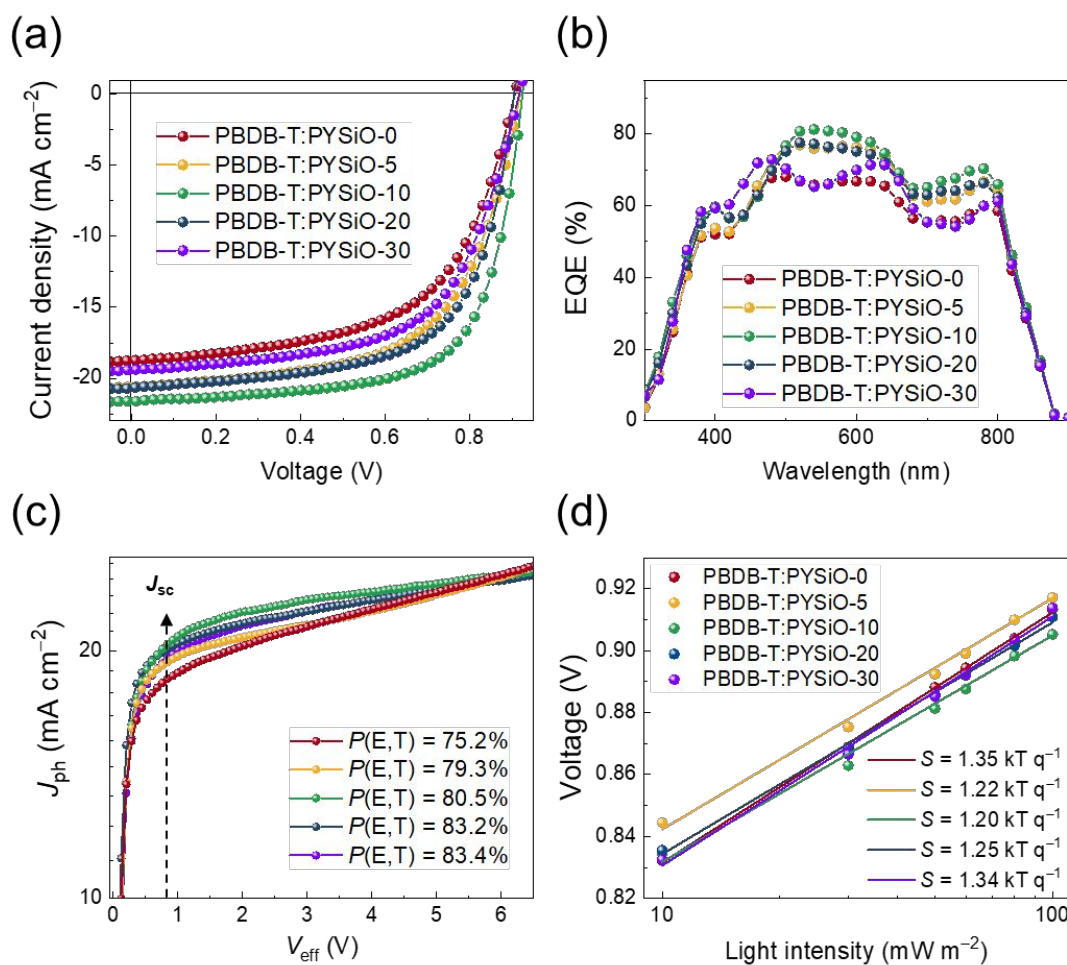 (a)
0
-5
-10
-15
-20
Current density (mA cm⁻²)
PBDB-T:PYSiO-0
PBDB-T:PYSiO-5
PBDB-T:PYSiO-10
PBDB-T:PYSiO-20
PBDB-T:PYSiO-30
0.0 0.2 0.4 0.6 0.8
Voltage (V)
(b)
80
60
40
20
0
EQE (%)
PBDB-T:PYSiO-0
PBDB-T:PYSiO-5
PBDB-T:PYSiO-10
PBDB-T:PYSiO-20
PBDB-T:PYSiO-30
400 600 800
Wavelength (nm)
(c)
20
10
Jph (mA cm⁻²)
Jsc
P(E,T) = 75.2%
P(E,T) = 79.3%
P(E,T) = 80.5%
P(E,T) = 83.2%
P(E,T) = 83.4%
0 1 2 3 4 5 6
Veff (V)
(d)
0.92
0.90
0.88
0.86
0.84
0.82
Voltage (V)
PBDB-T:PYSiO-0
PBDB-T:PYSiO-5
PBDB-T:PYSiO-10
PBDB-T:PYSiO-20
PBDB-T:PYSiO-30
S = 1.35 kT q⁻¹
S = 1.22 kT q⁻¹
S = 1.20 kT q⁻¹
S = 1.25 kT q⁻¹
S = 1.34 kT q⁻¹
10 100
Light intensity (mW m⁻²)